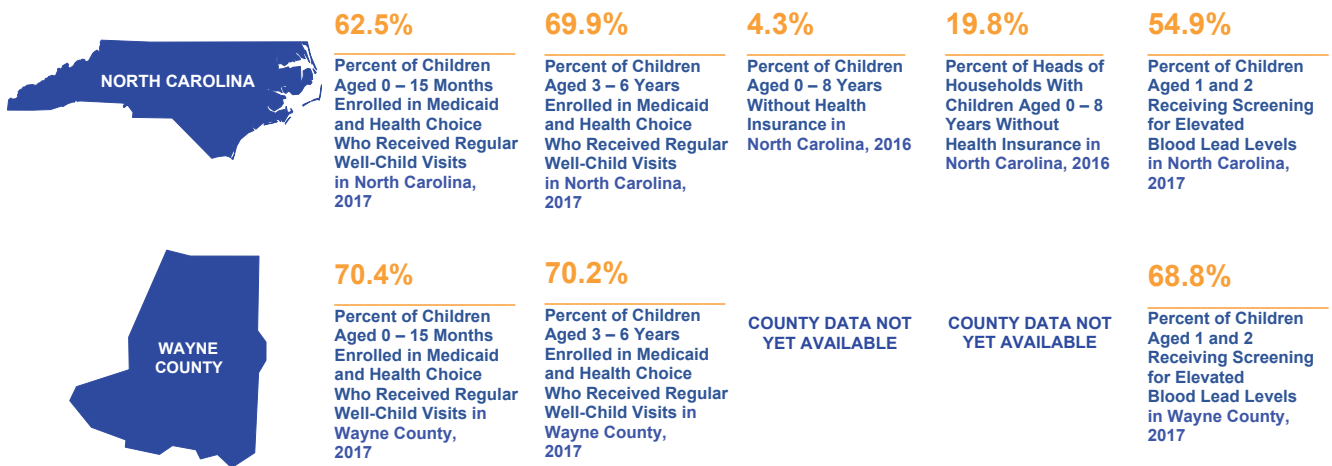 NORTH CAROLINA
62.5%
Percent of Children
Aged 0 – 15 Months
Enrolled in Medicaid
and Health Choice
Who Received Regular
Well-Child Visits
in North Carolina,
2017
69.9%
Percent of Children
Aged 3 – 6 Years
Enrolled in Medicaid
and Health Choice
Who Received Regular
Well-Child Visits
in North Carolina,
2017
4.3%
Percent of Children
Aged 0 – 8 Years
Without Health
Insurance in
North Carolina, 2016
19.8%
Percent of Heads of
Households With
Children Aged 0 – 8
Years Without
Health Insurance in
North Carolina, 2016
54.9%
Percent of Children
Aged 1 and 2
Receiving Screening
for Elevated
Blood Lead Levels
in North Carolina,
2017
WAYNE
COUNTY
70.4%
Percent of Children
Aged 0 – 15 Months
Enrolled in Medicaid
and Health Choice
Who Received Regular
Well-Child Visits in
Wayne County,
2017
70.2%
Percent of Children
Aged 3 – 6 Years
Enrolled in Medicaid
and Health Choice
Who Received Regular
Well-Child Visits in
Wayne County,
2017
COUNTY DATA NOT
YET AVAILABLE
COUNTY DATA NOT
YET AVAILABLE
68.8%
Percent of Children
Aged 1 and 2
Receiving Screening
for Elevated
Blood Lead Levels
in Wayne County,
2017